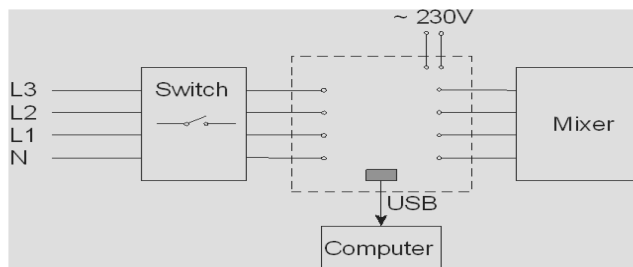 ~ 230V
L3
Switch
L2
L1
N
Mixer
USB
Computer